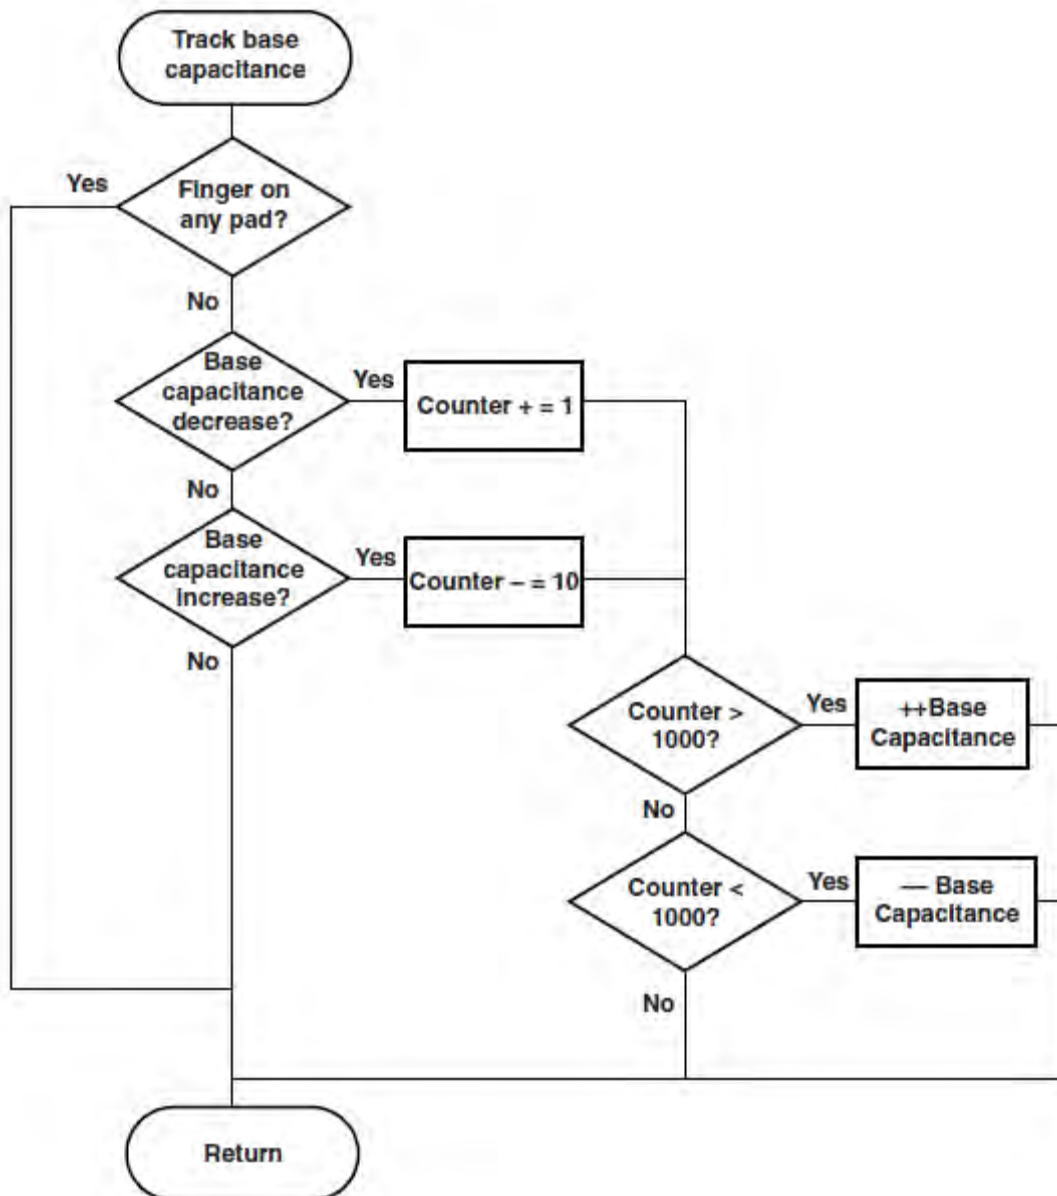 Track base
capacitance
Yes
Finger on
any pad?
No
Base
capacitance
decrease?
Yes
Counter + = 1
No
Base
capacitance
increase?
Yes
Counter – = 10
No
Counter >
1000?
Yes
++Base
Capacitance
No
Counter <
1000?
Yes
— Base
Capacitance
No
Return